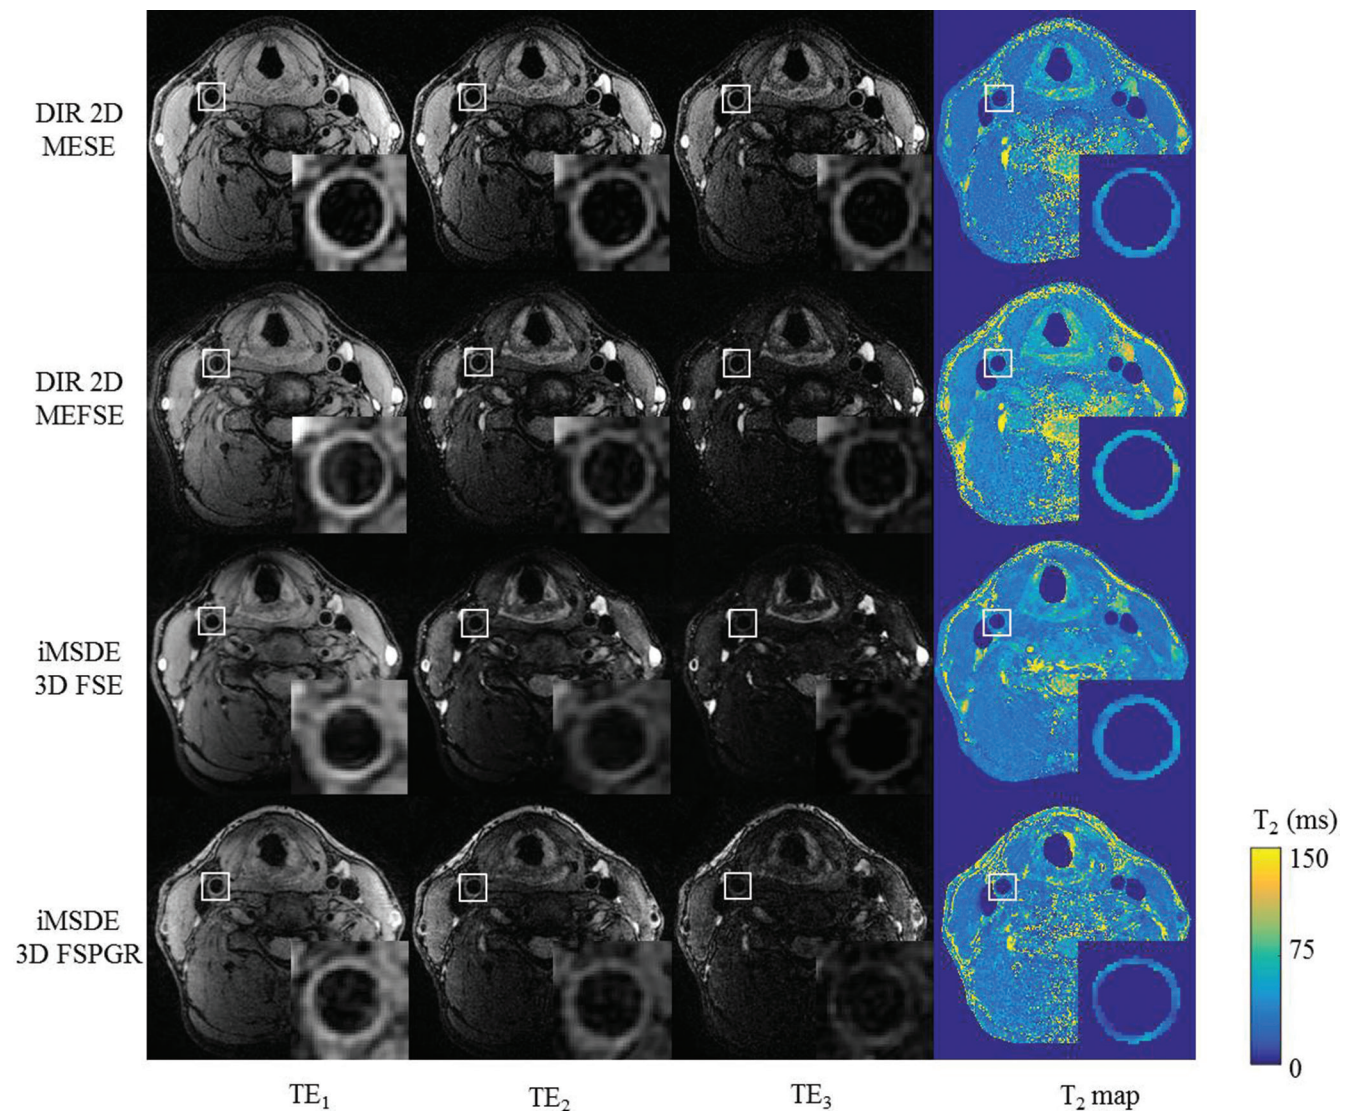 DIR 2D
MESE
DIR 2D
MEFSE
iMSDE
3D FSE
iMSDE
3D FSPGR
T₂ (ms)
150
75
0
TE₁
TE₂
TE₃
T₂ map